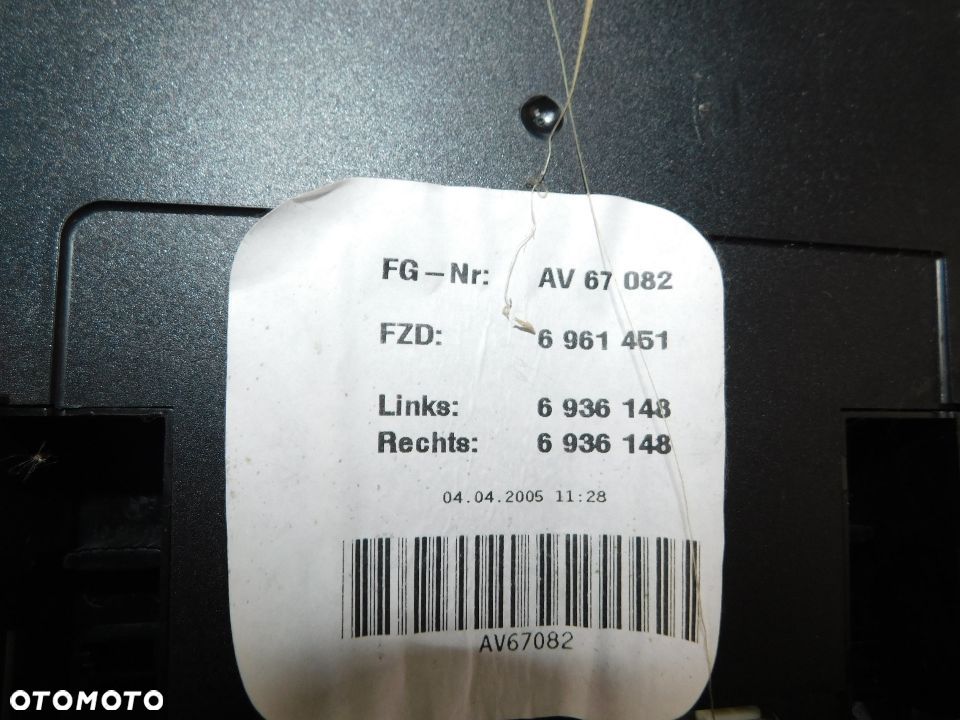 FG-Nr: AV 67 082
FZD: 6 961 451
Links: 6 936 148
Rechts: 6 936 148
04.04.2005 11:28
AV67082
OTOMOTO